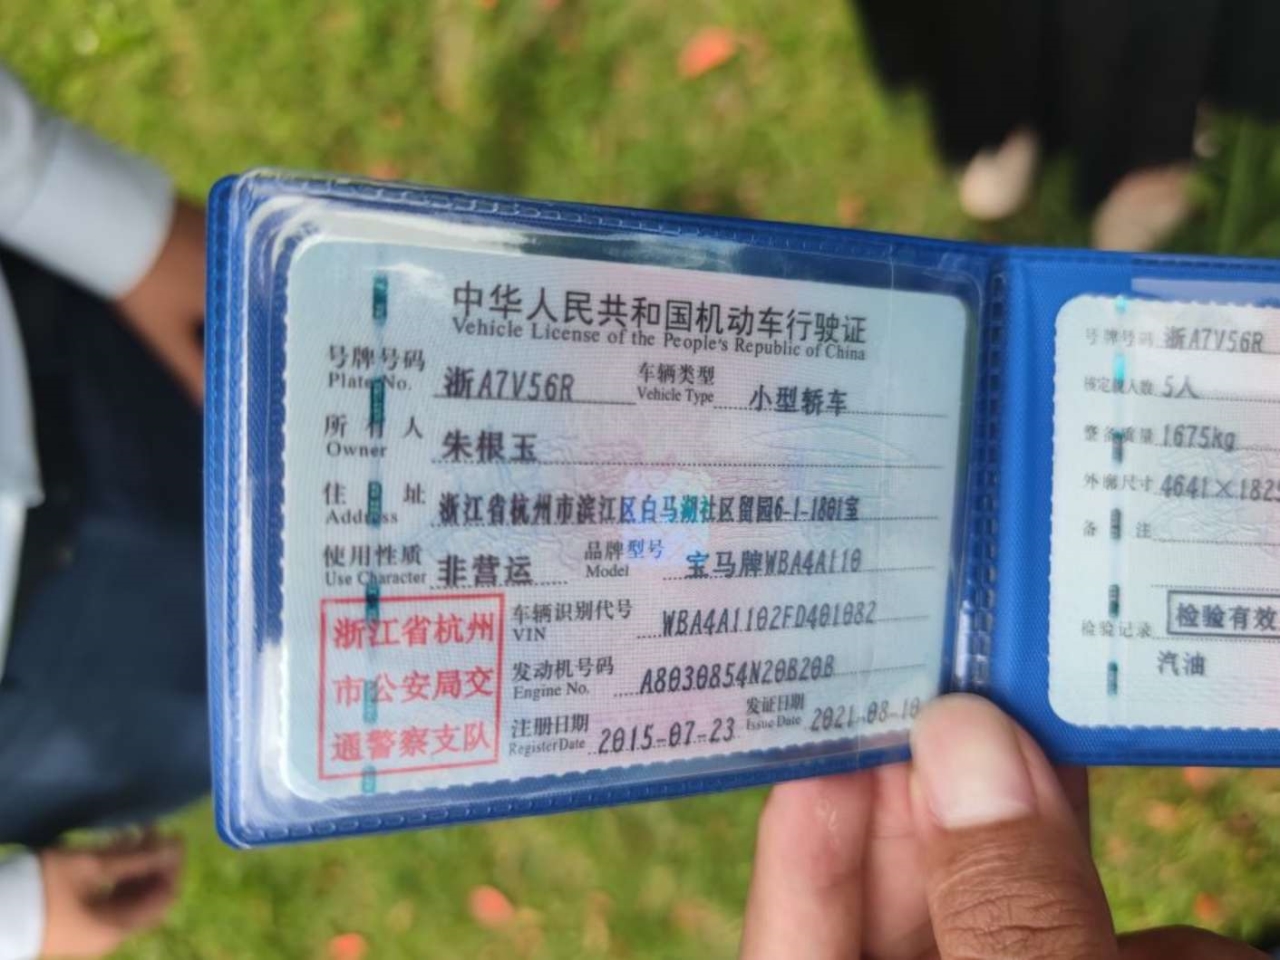 中华人民共和国机动车行驶证
Vehicle License of the People's Republic of China
号牌号码 浙A7V56R 车辆类型 小型轿车
Plate No. Vehicle Type
所有人 朱根玉
Owner
住址 浙江省杭州市滨江区白马湖社区贸园6-1-1801室
Address
使用性质 非营运 品牌型号 宝马牌WBA4A110
Use Character Model
浙江省杭州
市公安局交
通警察支队
车辆识别代号 WBA4A1102FD401082
VIN
发动机号码 A8030854N20B20B
Engine No.
注册日期 2015-07-23 发证日期 2021-08-10
Register Date Issue Date
号牌号码 浙A7V56R
核定载人数 5人
整备质量 1675kg
外廓尺寸 4641×1829
备注
检验记录 检验有效
汽油